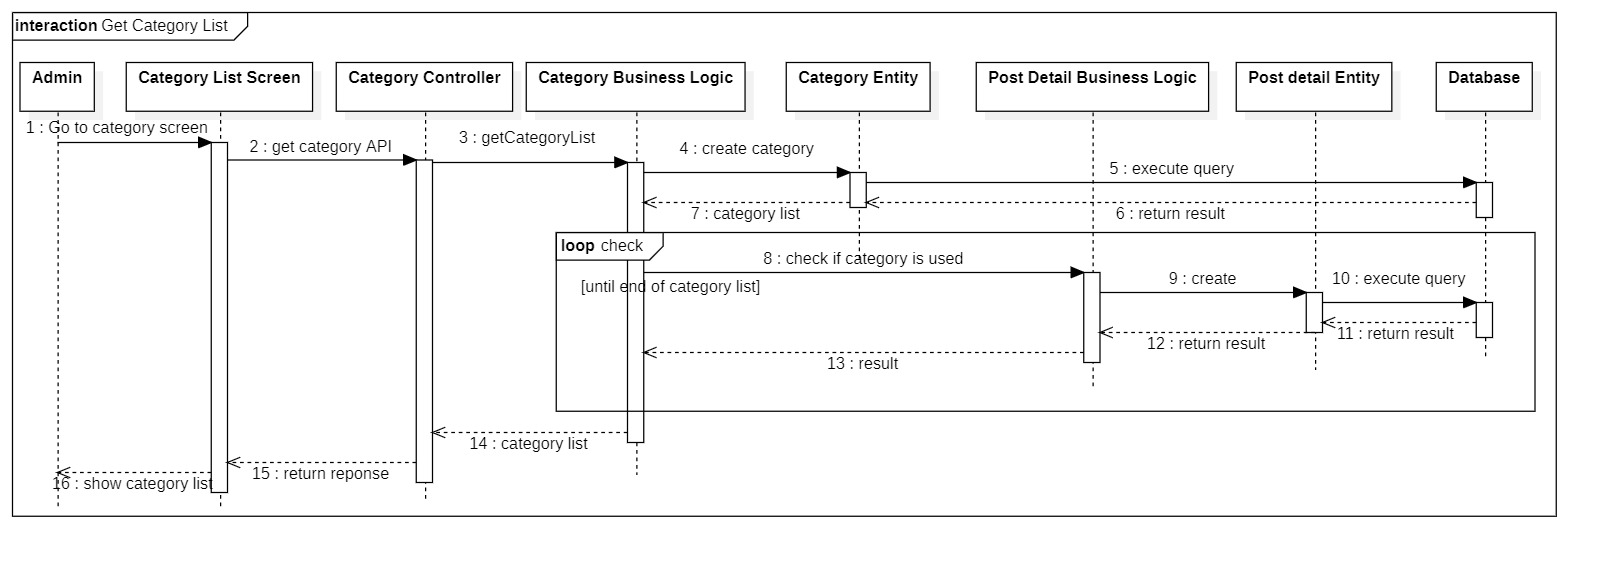 interaction Get Category List
Admin
Category List Screen
Category Controller
Category Business Logic
Category Entity
Post Detail Business Logic
Post detail Entity
Database
1 : Go to category screen
2 : get category API
3 : getCategoryList
4 : create category
5 : execute query
6 : return result
7 : category list
loop check
[until end of category list]
8 : check if category is used
9 : create
10 : execute query
11 : return result
12 : return result
13 : result
14 : category list
15 : return reponse
16 : show category list